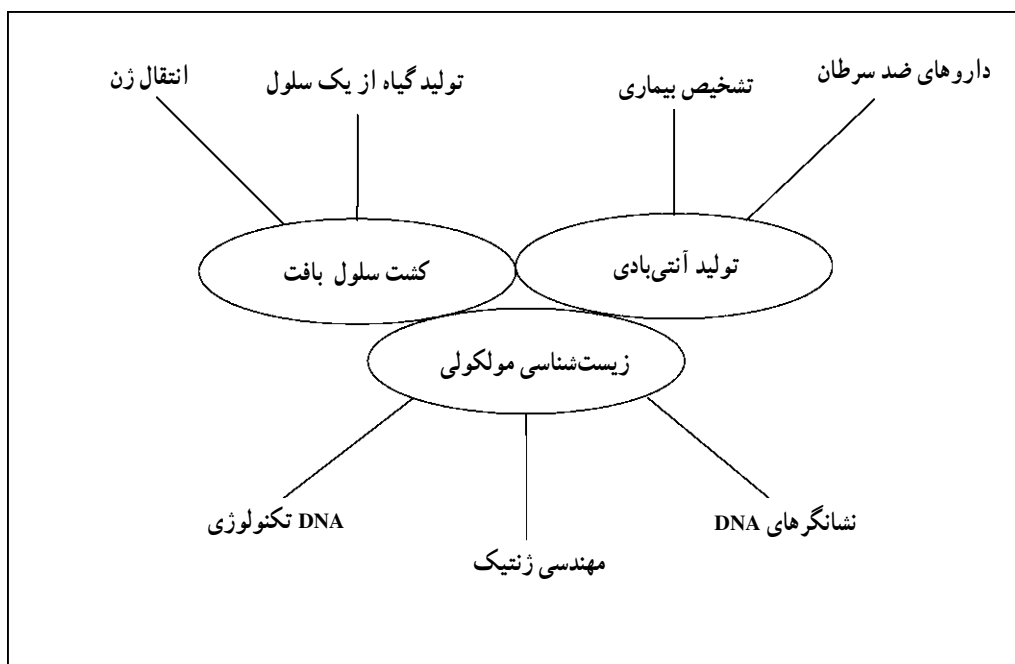 داروهای ضد سرطان
تشخیص بیماری
تولید گیاه از یک سلول
انتقال ژن
تولید آنتی‌بادی
کشت سلول بافت
زیست‌شناسی مولکولی
نشانگرهای DNA
مهندسی ژنتیک
DNA تکنولوژی